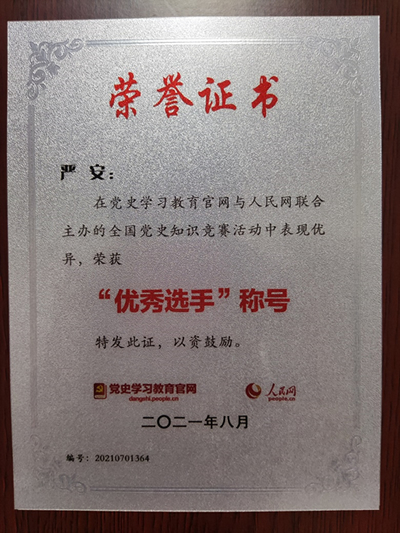 荣誉证书
严 安：
在党史学习教育官网与人民网联合
主办的全国党史知识竞赛活动中表现优
异，荣获
“优秀选手”称号
特发此证，以资鼓励。
党史学习教育官网
dangshi.people.cn
人民网
people.cn
二〇二一年八月
编号：20210701364